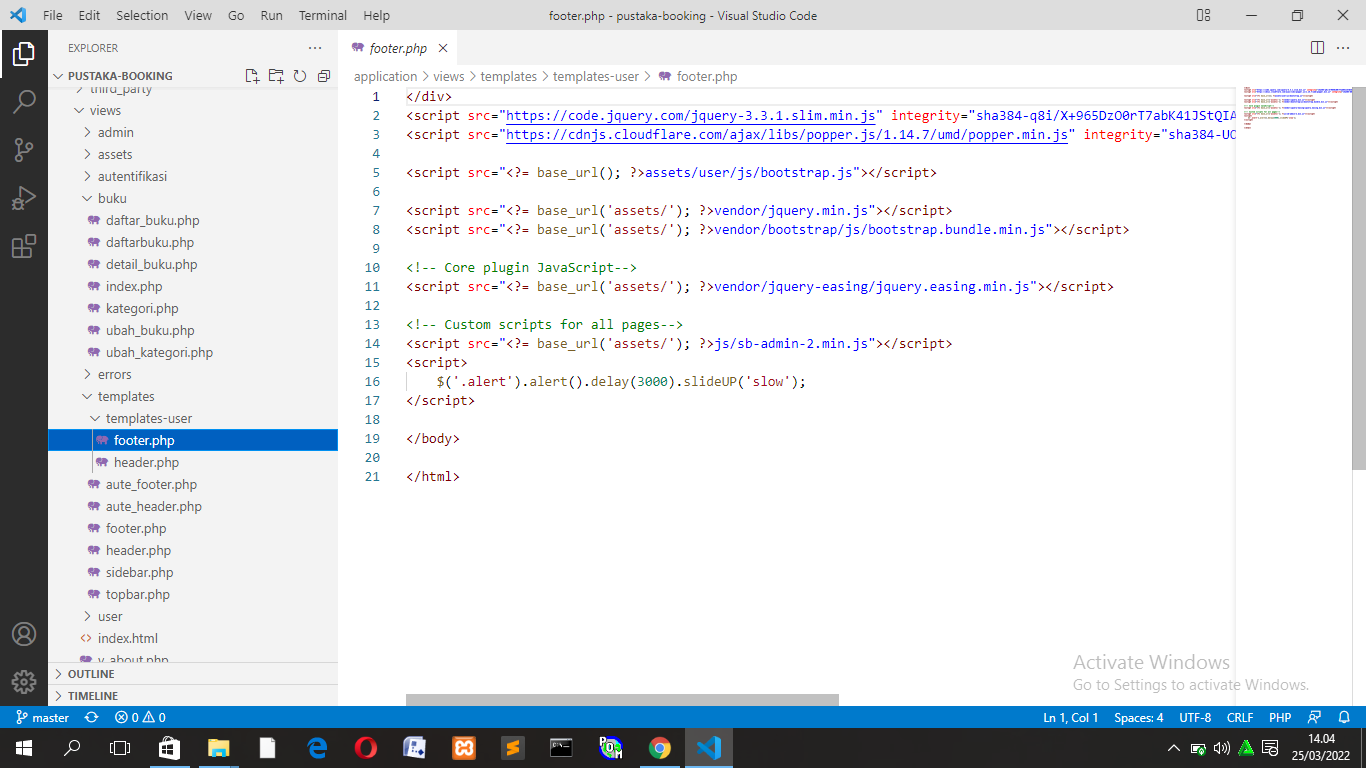 File Edit Selection View Go Run Terminal Help
footer.php - pustaka-booking - Visual Studio Code
EXPLORER
PUSTAKA-BOOKING
third_party
views
admin
assets
autentifikasi
buku
daftar_buku.php
daftarbuku.php
detail_buku.php
index.php
kategori.php
ubah_buku.php
ubah_kategori.php
errors
templates
templates-user
footer.php
header.php
aute_footer.php
aute_header.php
footer.php
header.php
sidebar.php
topbar.php
user
index.html
v_about.php
OUTLINE
TIMELINE
footer.php
application > views > templates > templates-user > footer.php
1 </div>
2 <script src="https://code.jquery.com/jquery-3.3.1.slim.min.js" integrity="sha384-q8i/X+965DzO0rT7abK41JStQIA
3 <script src="https://cdnjs.cloudflare.com/ajax/libs/popper.js/1.14.7/umd/popper.min.js" integrity="sha384-UO
4
5 <script src="<?= base_url(); ?>assets/user/js/bootstrap.js"></script>
6
7 <script src="<?= base_url('assets/'); ?>vendor/jquery.min.js"></script>
8 <script src="<?= base_url('assets/'); ?>vendor/bootstrap/js/bootstrap.bundle.min.js"></script>
9
10 <!-- Core plugin JavaScript-->
11 <script src="<?= base_url('assets/'); ?>vendor/jquery-easing/jquery.easing.min.js"></script>
12
13 <!-- Custom scripts for all pages-->
14 <script src="<?= base_url('assets/'); ?>js/sb-admin-2.min.js"></script>
15 <script>
16 $('.alert').alert().delay(3000).slideUP('slow');
17 </script>
18
19 </body>
20
21 </html>
Activate Windows
Go to Settings to activate Windows.
master 0 0 Ln 1, Col 1 Spaces: 4 UTF-8 CRLF PHP
14.04
25/03/2022